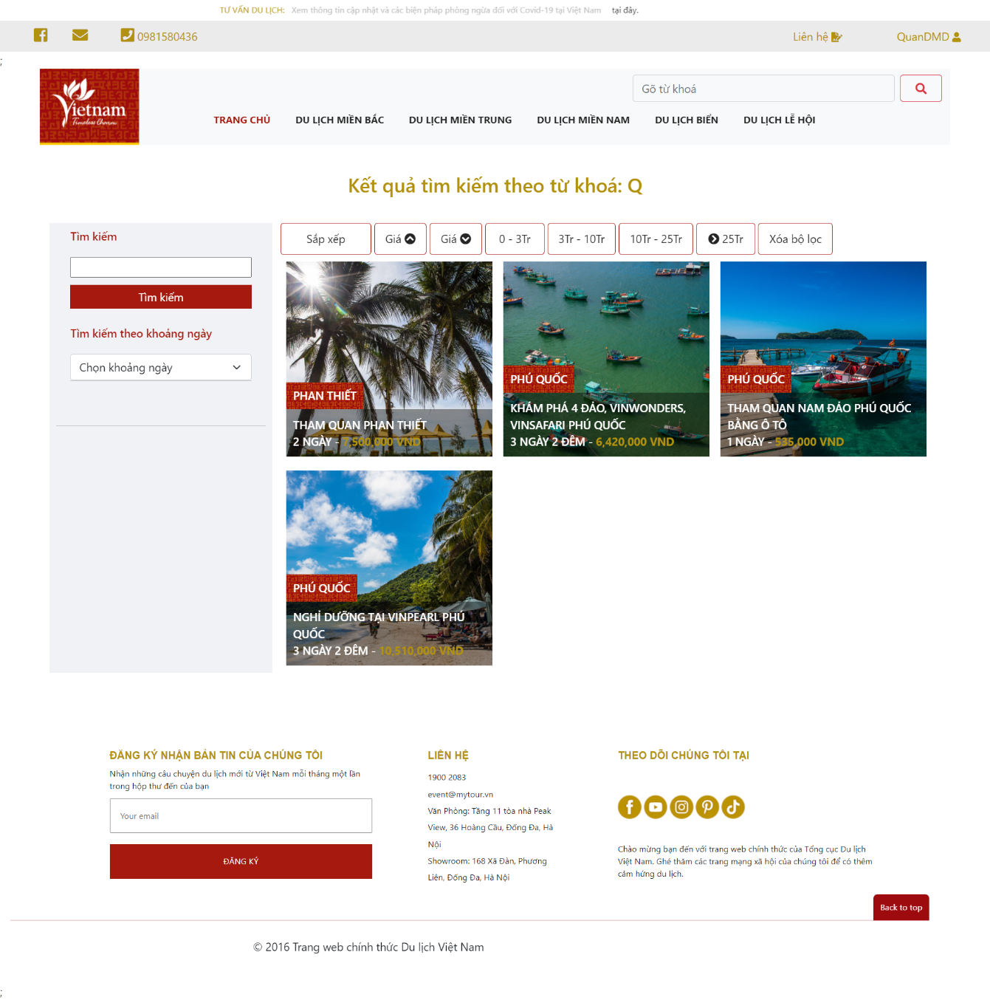 TƯ VẤN DU LỊCH: Xem thông tin cập nhật và các biện pháp phòng ngừa đối với Covid-19 tại Việt Nam tại đây.
0981580436
Liên hệ
QuanDMD
;
Vietnam
Timeless Charm
Gõ từ khoá
TRANG CHỦ
DU LỊCH MIỀN BẮC
DU LỊCH MIỀN TRUNG
DU LỊCH MIỀN NAM
DU LỊCH BIỂN
DU LỊCH LỄ HỘI
Kết quả tìm kiếm theo từ khoá: Q
Tìm kiếm
Tìm kiếm
Tìm kiếm theo khoảng ngày
Chọn khoảng ngày
Sắp xếp
Giá
Giá
0 - 3Tr
3Tr - 10Tr
10Tr - 25Tr
25Tr
Xóa bộ lọc
PHAN THIẾT
THAM QUAN PHAN THIẾT
2 NGÀY - 7,500,000 VND
PHÚ QUỐC
KHÁM PHÁ 4 ĐẢO, VINWONDERS,
VINSAFARI PHÚ QUỐC
3 NGÀY 2 ĐÊM - 6,420,000 VND
PHÚ QUỐC
THAM QUAN NAM ĐẢO PHÚ QUỐC
BẰNG Ô TÔ
1 NGÀY - 535,000 VND
PHÚ QUỐC
NGHỈ DƯỠNG TẠI VINPEARL PHÚ
QUỐC
3 NGÀY 2 ĐÊM - 10,510,000 VND
ĐĂNG KÝ NHẬN BẢN TIN CỦA CHÚNG TÔI
Nhận những câu chuyện du lịch mới từ Việt Nam mỗi tháng một lần
trong hộp thư đến của bạn
Your email
ĐĂNG KÝ
LIÊN HỆ
1900 2083
event@mytour.vn
Văn Phòng: Tầng 11 tòa nhà Peak
View, 36 Hoàng Cầu, Đống Đa, Hà
Nội
Showroom: 168 Xã Đàn, Phương
Liên, Đống Đa, Hà Nội
THEO DÕI CHÚNG TÔI TẠI
Chào mừng bạn đến với trang web chính thức của Tổng cục Du lịch
Việt Nam. Ghé thăm các trang mạng xã hội của chúng tôi để có thêm
cảm hứng du lịch.
Back to top
© 2016 Trang web chính thức Du lịch Việt Nam
;